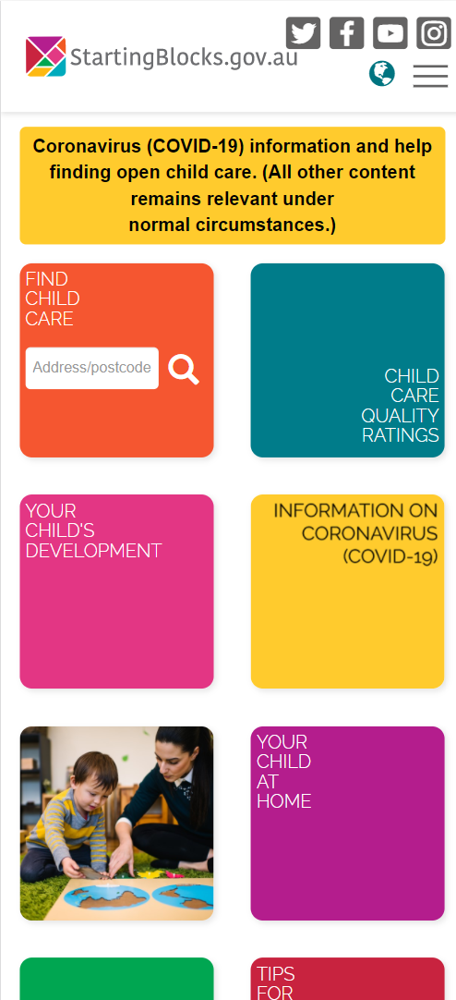 StartingBlocks.gov.au
Coronavirus (COVID-19) information and help
finding open child care. (All other content
remains relevant under
normal circumstances.)
FIND
CHILD
CARE
Address/postcode
CHILD
CARE
QUALITY
RATINGS
YOUR
CHILD'S
DEVELOPMENT
INFORMATION ON
CORONAVIRUS
(COVID-19)
YOUR
CHILD
AT
HOME
TIPS
FOR